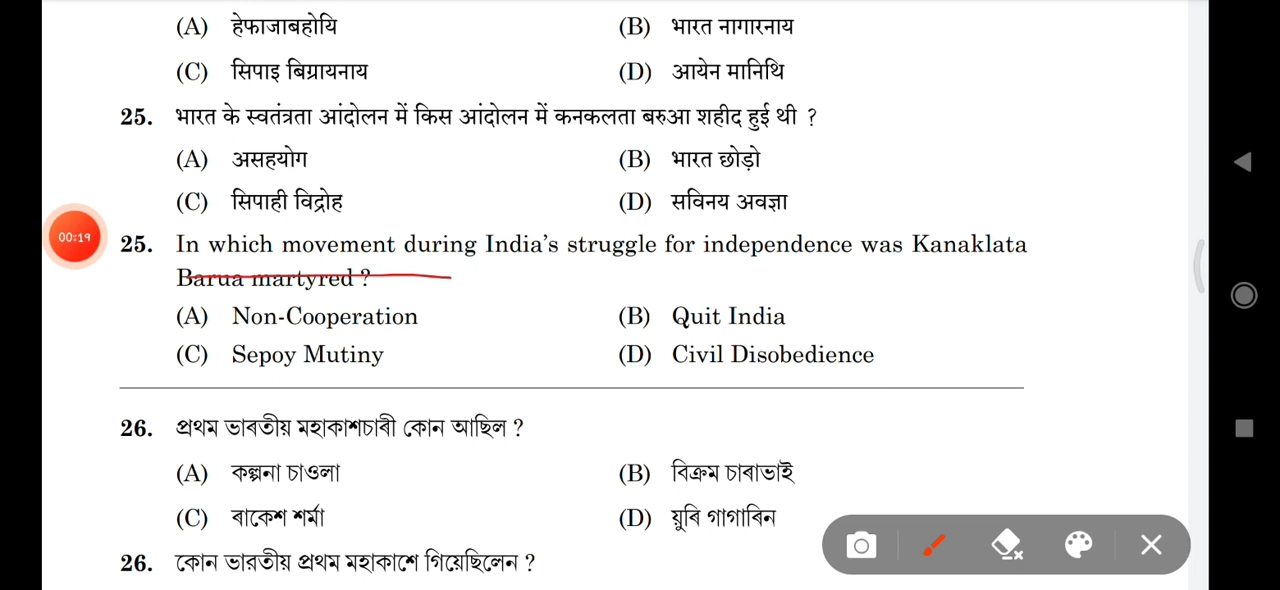 (A) हेफाजाबहोयि (B) भारत नागारनाय
(C) सिपाइ बिग्रायनाय (D) आयेन मानिथि
25. भारत के स्वतंत्रता आंदोलन में किस आंदोलन में कनकलता बरुआ शहीद हुई थी ?
(A) असहयोग (B) भारत छोड़ो
(C) सिपाही विद्रोह (D) सविनय अवज्ञा
00:19
25. In which movement during India's struggle for independence was Kanaklata
Barua martyred ?
(A) Non-Cooperation (B) Quit India
(C) Sepoy Mutiny (D) Civil Disobedience
26. প্ৰথম ভাৰতীয় মহাকাশচাৰী কোন আছিল ?
(A) কল্পনা চাওলা (B) বিক্ৰম চাৰাভাই
(C) ৰাকেশ শৰ্মা (D) য়ুৰি গাগাৰিন
26. কোন ভারতীয় প্রথম মহাকাশে গিয়েছিলেন ?